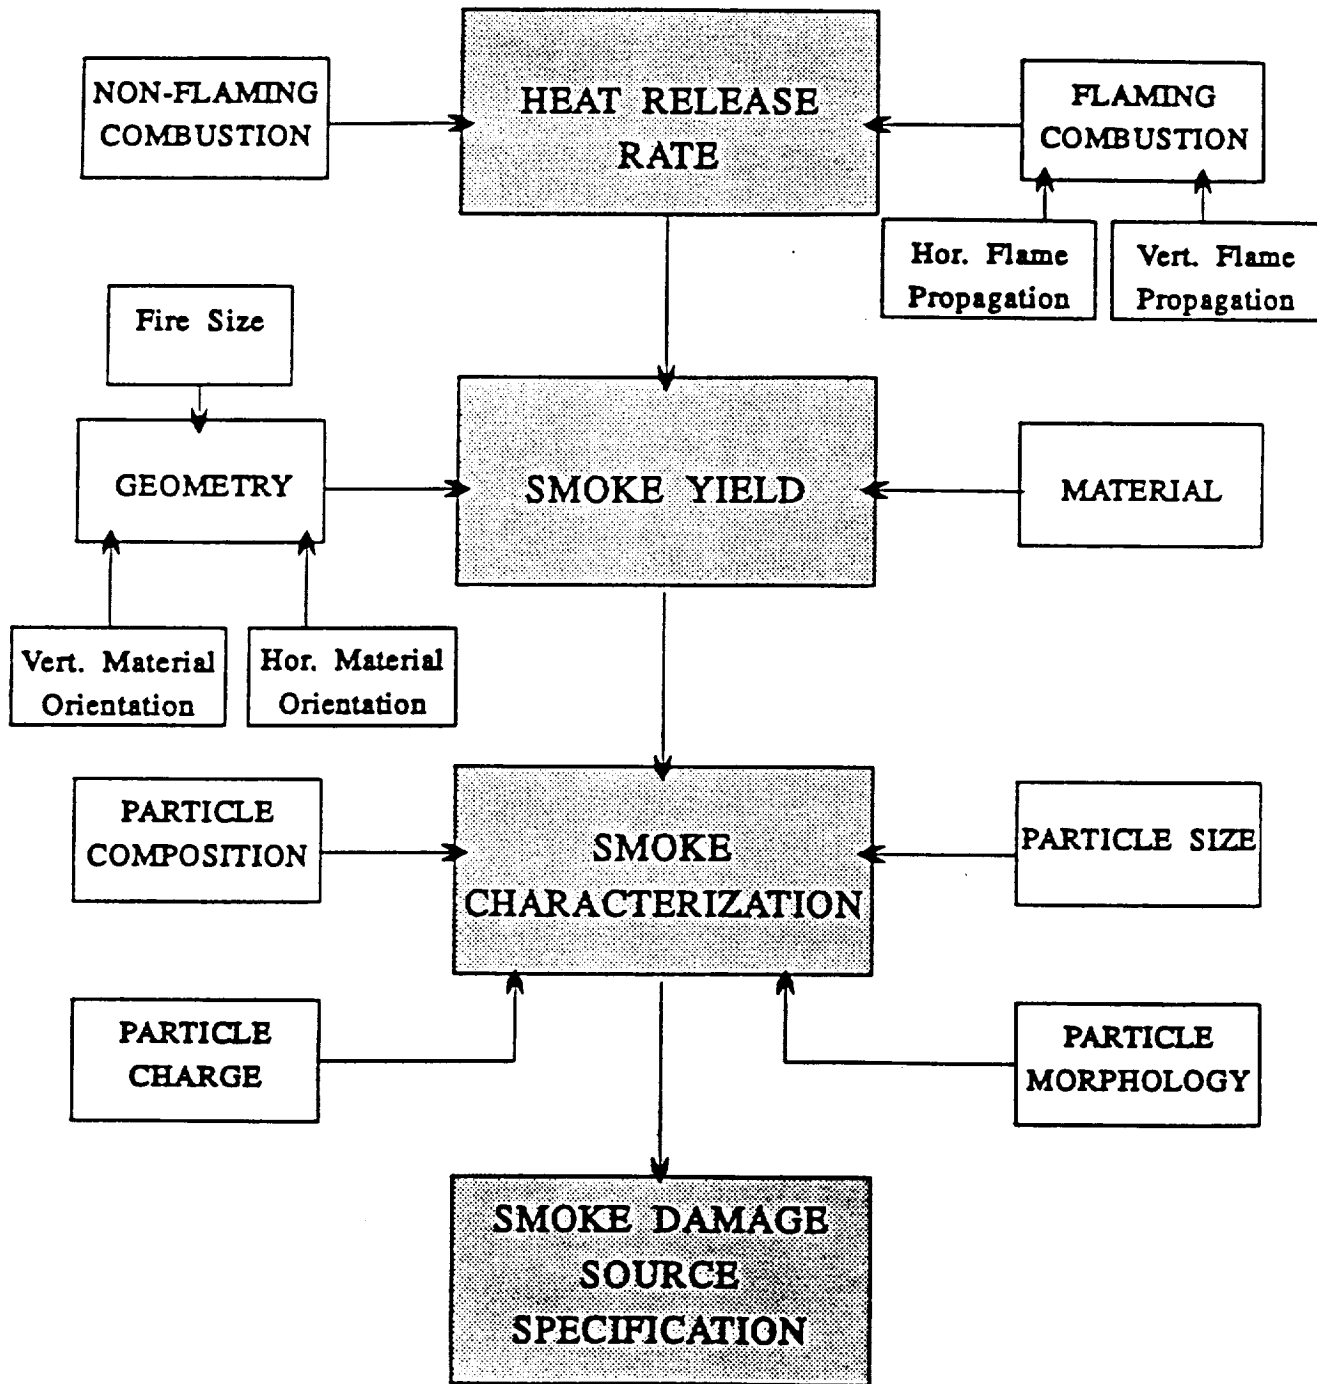 NON-FLAMING
COMBUSTION
HEAT RELEASE
RATE
FLAMING
COMBUSTION
Hor. Flame
Propagation
Vert. Flame
Propagation
Fire Size
GEOMETRY
SMOKE YIELD
MATERIAL
Vert. Material
Orientation
Hor. Material
Orientation
PARTICLE
COMPOSITION
SMOKE
CHARACTERIZATION
PARTICLE SIZE
PARTICLE
CHARGE
PARTICLE
MORPHOLOGY
SMOKE DAMAGE
SOURCE
SPECIFICATION